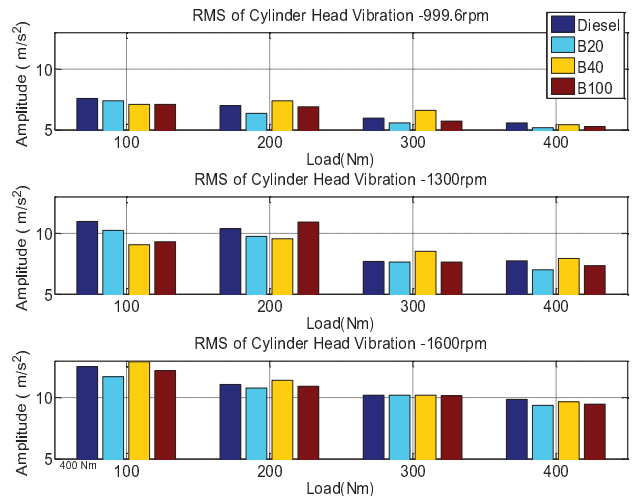 RMS of Cylinder Head Vibration -999.6rpm
Diesel
B20
B40
B100
Amplitude ( m/s²)
10
5
100 200 300 400
Load(Nm)
RMS of Cylinder Head Vibration -1300rpm
Amplitude ( m/s²)
10
5
100 200 300 400
Load(Nm)
RMS of Cylinder Head Vibration -1600rpm
Amplitude ( m/s²)
10
5
400 Nm
100 200 300 400
Load(Nm)